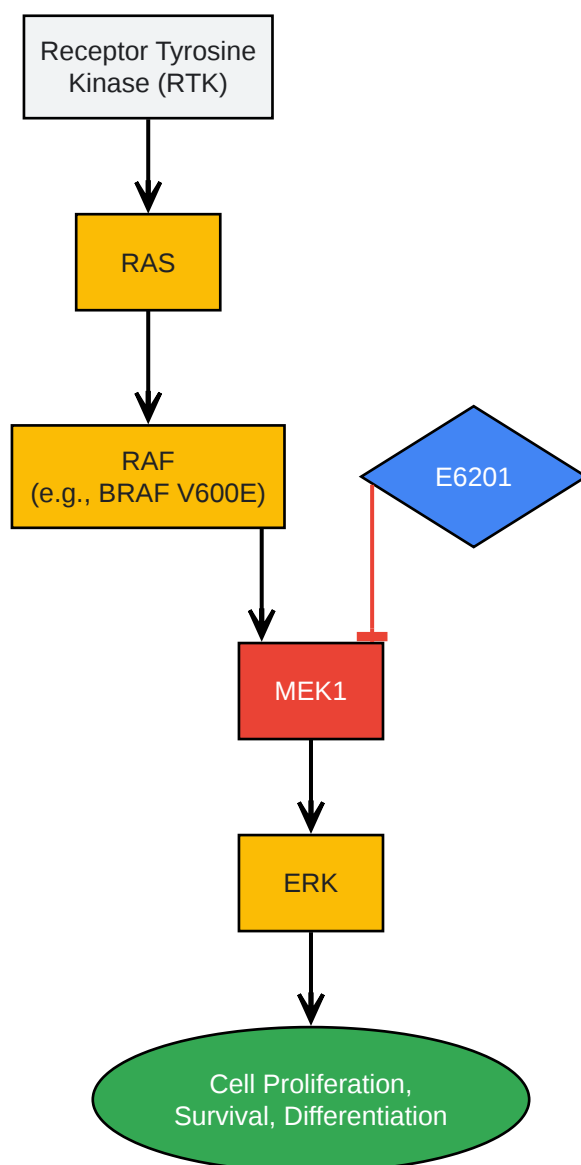 Receptor Tyrosine
Kinase (RTK)
RAS
RAF
(e.g., BRAF V600E)
E6201
MEK1
ERK
Cell Proliferation,
Survival, Differentiation